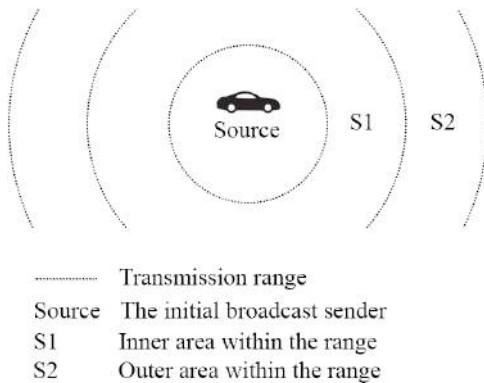 Source
S1
S2
Transmission range
Source The initial broadcast sender
S1 Inner area within the range
S2 Outer area within the range